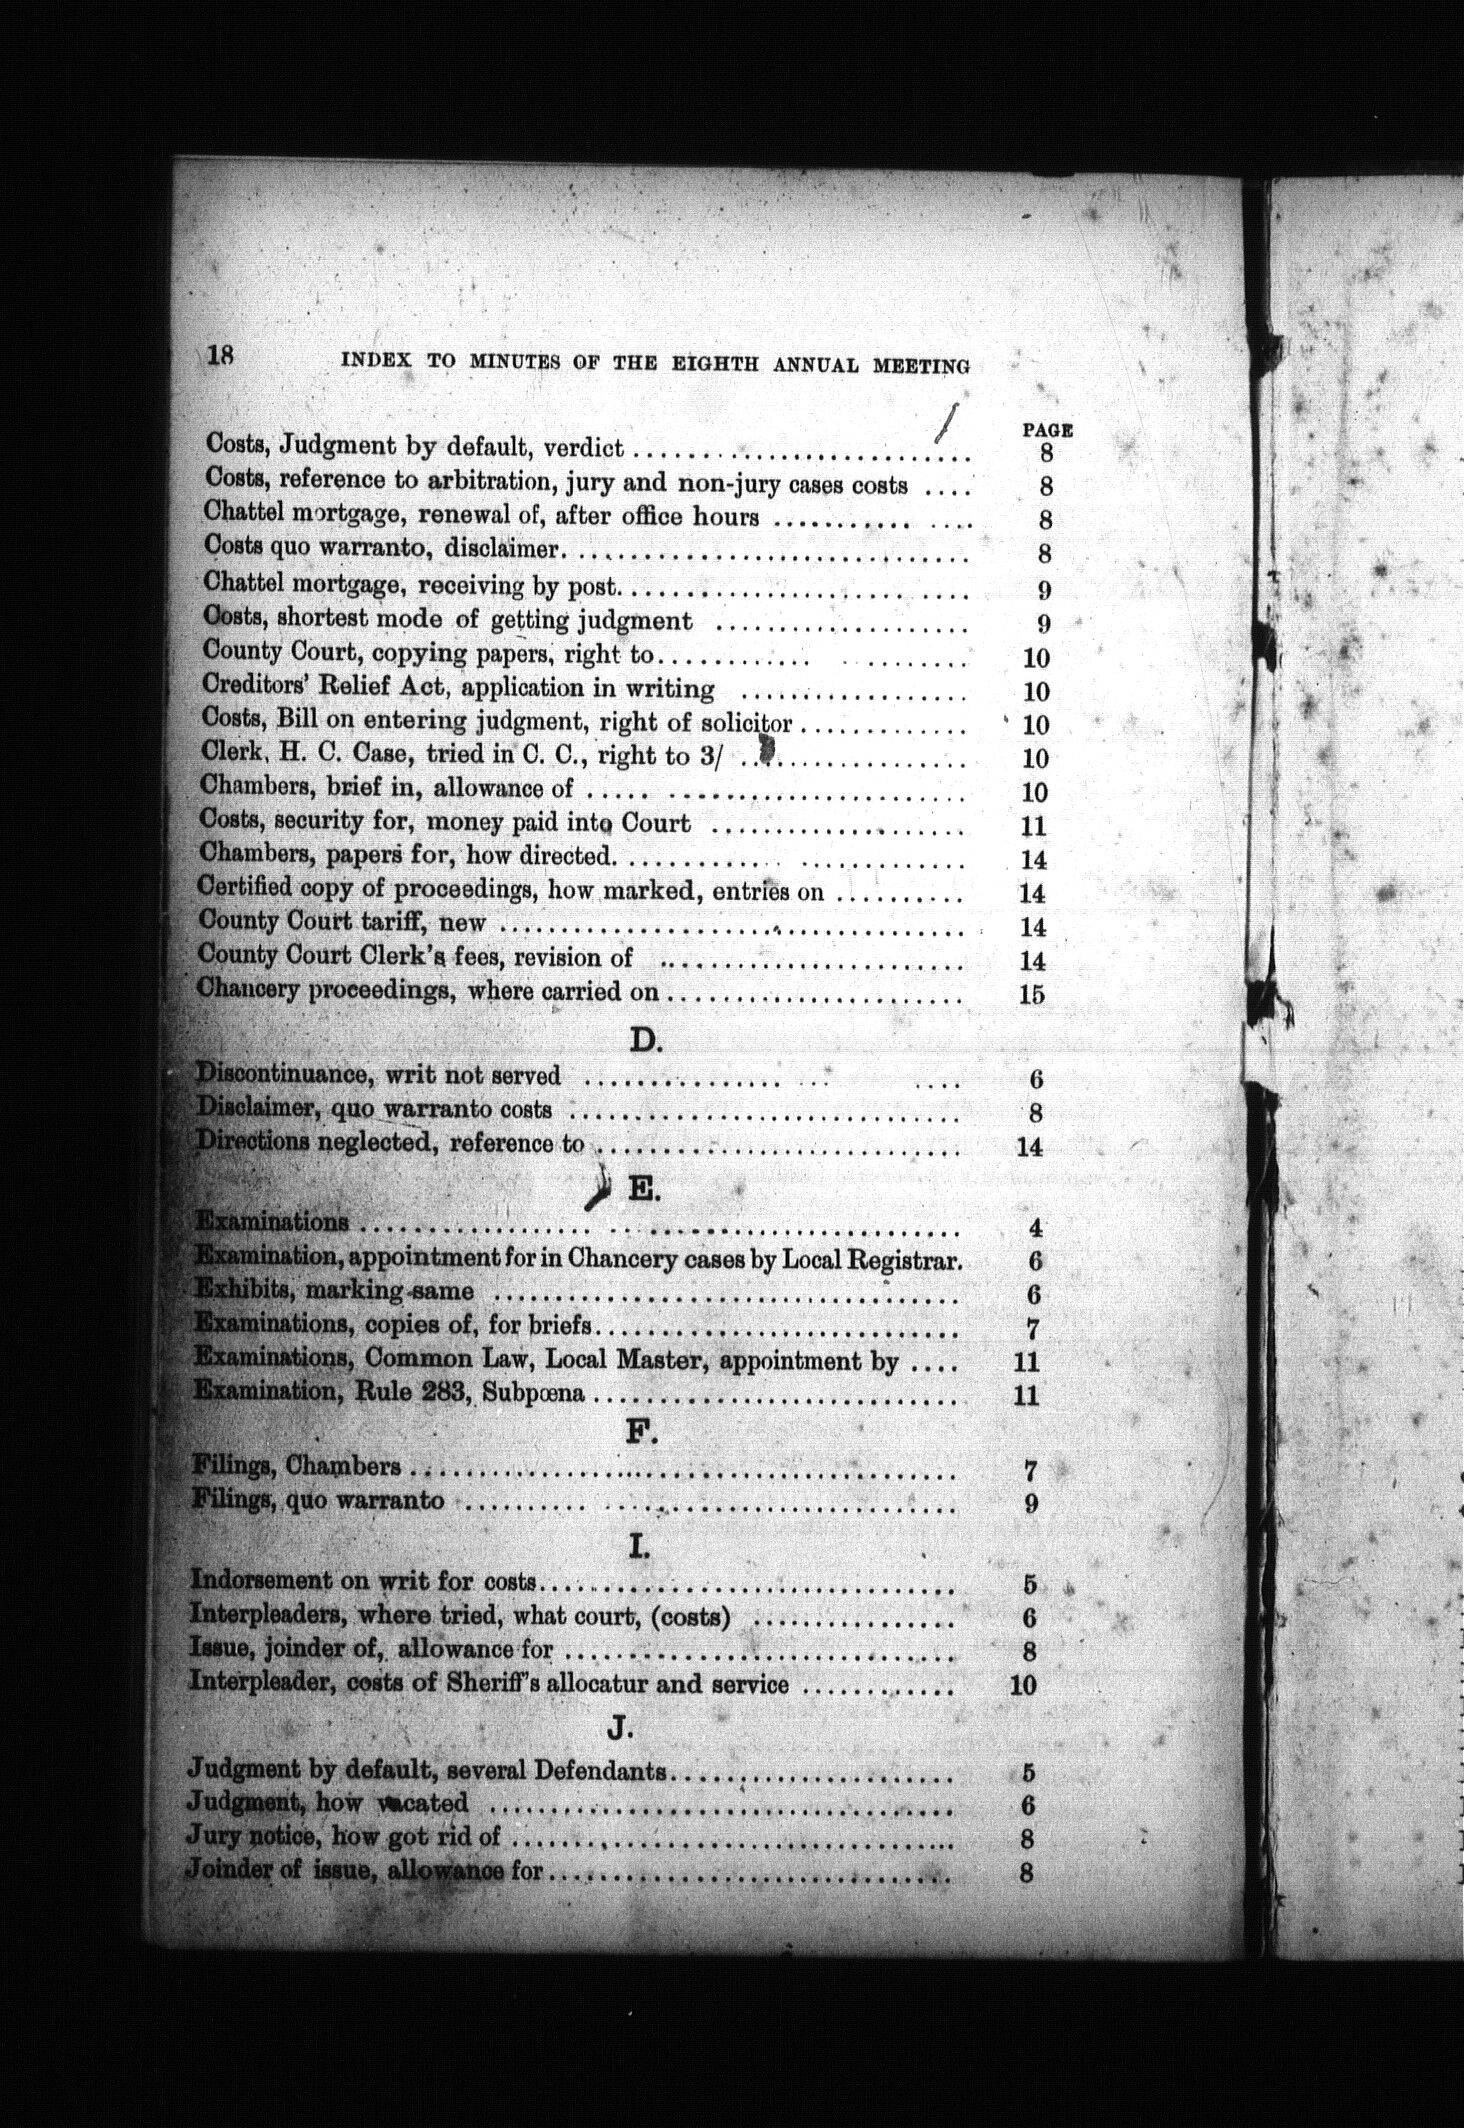 18 INDEX TO MINUTES OF THE EIGHTH ANNUAL MEETING
PAGE
Costs, Judgment by default, verdict .......................... 8
Costs, reference to arbitration, jury and non-jury cases costs .... 8
Chattel mortgage, renewal of, after office hours ........... .... 8
Costs quo warranto, disclaimer. .............................. 8
Chattel mortgage, receiving by post. ........................ 9
Costs, shortest mode of getting judgment .................... 9
County Court, copying papers, right to............ .......... 10
Creditors' Relief Act, application in writing .................. 10
Costs, Bill on entering judgment, right of solicitor ............. 10
Clerk, H. C. Case, tried in C. C., right to 3/ .................. 10
Chambers, brief in, allowance of ..... ........................ 10
Costs, security for, money paid into Court .................... 11
Chambers, papers for, how directed. ........... ............. 14
Certified copy of proceedings, how marked, entries on .......... 14
County Court tariff, new ..................................... 14
County Court Clerk's fees, revision of ........................ 14
Chancery proceedings, where carried on ....................... 15
D.
Discontinuance, writ not served ................ ... .... 6
Disclaimer, quo warranto costs .............................. 8
Directions neglected, reference to ............................. 14
E.
Examinations .................. .......................... 4
Examination, appointment for in Chancery cases by Local Registrar. 6
Exhibits, marking same ..................................... 6
Examinations, copies of, for briefs............................. 7
Examinations, Common Law, Local Master, appointment by .... 11
Examination, Rule 283, Subpœna ............................. 11
F.
Filings, Chambers .......................................... 7
Filings, quo warranto .......... ........................... 9
I.
Indorsement on writ for costs................................. 5
Interpleaders, where tried, what court, (costs) ................ 6
Issue, joinder of, allowance for ............................... 8
Interpleader, costs of Sheriff's allocatur and service ............ 10
J.
Judgment by default, several Defendants....................... 5
Judgment, how vacated ..................................... 6
Jury notice, how got rid of ................................... 8
Joinder of issue, allowance for................................ 8